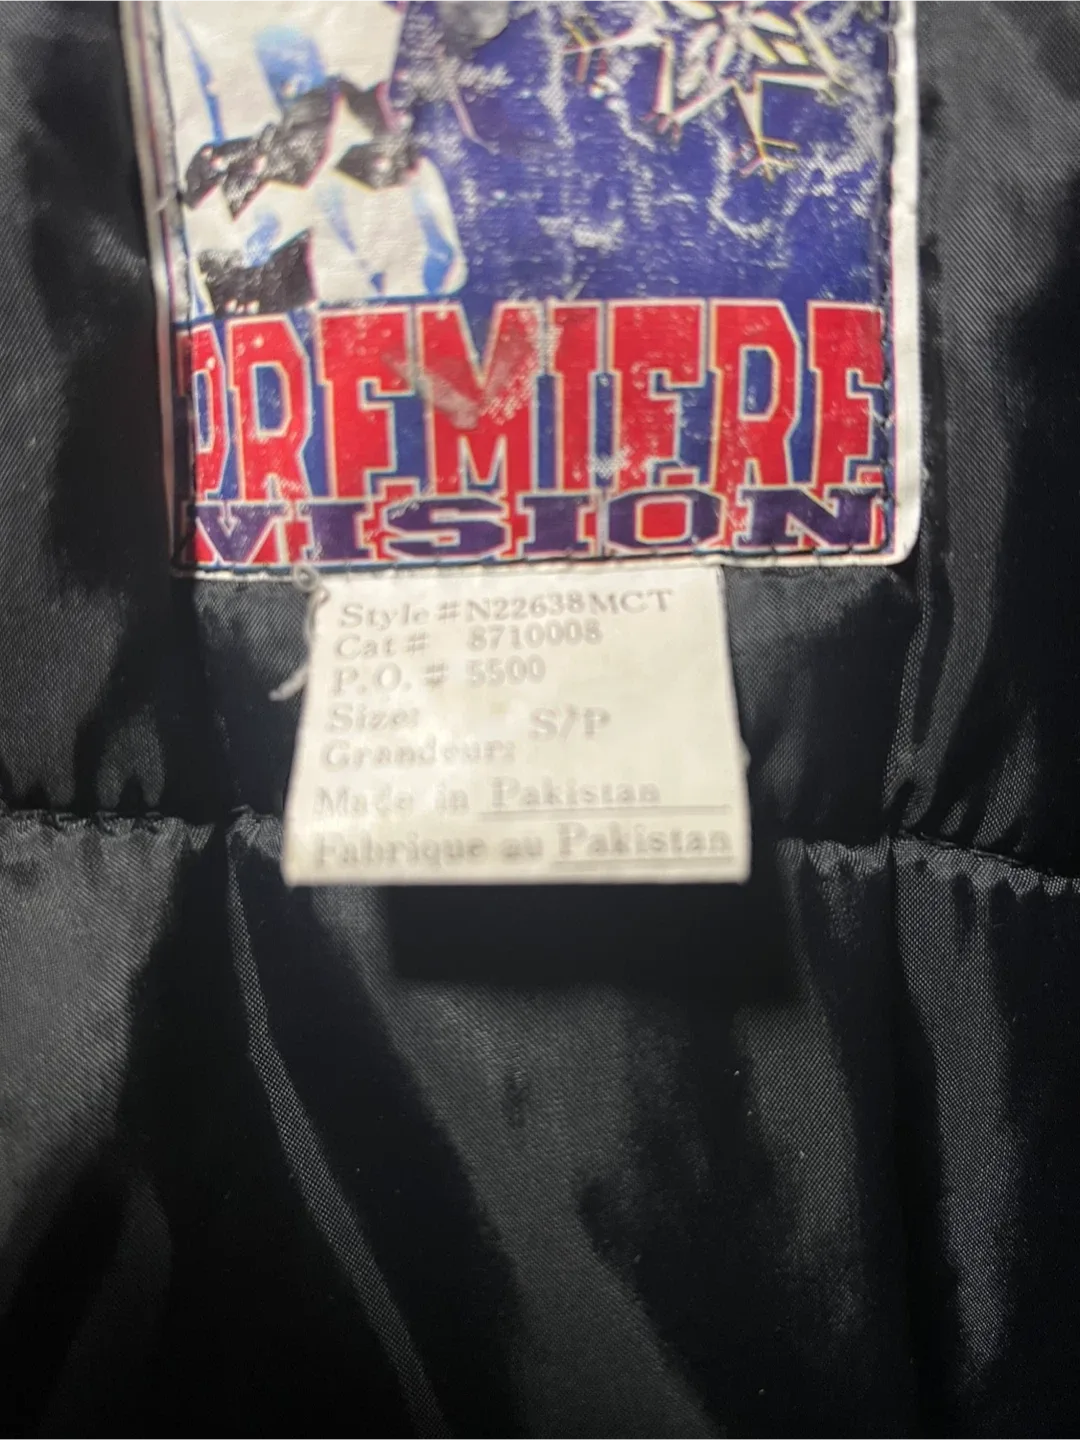 PREMIERE
VISION
Style #N22638MCT
Cat # 8710008
P.O. # 5500
Size: S/P
Grandeur:
Made in Pakistan
Fabrique au Pakistan